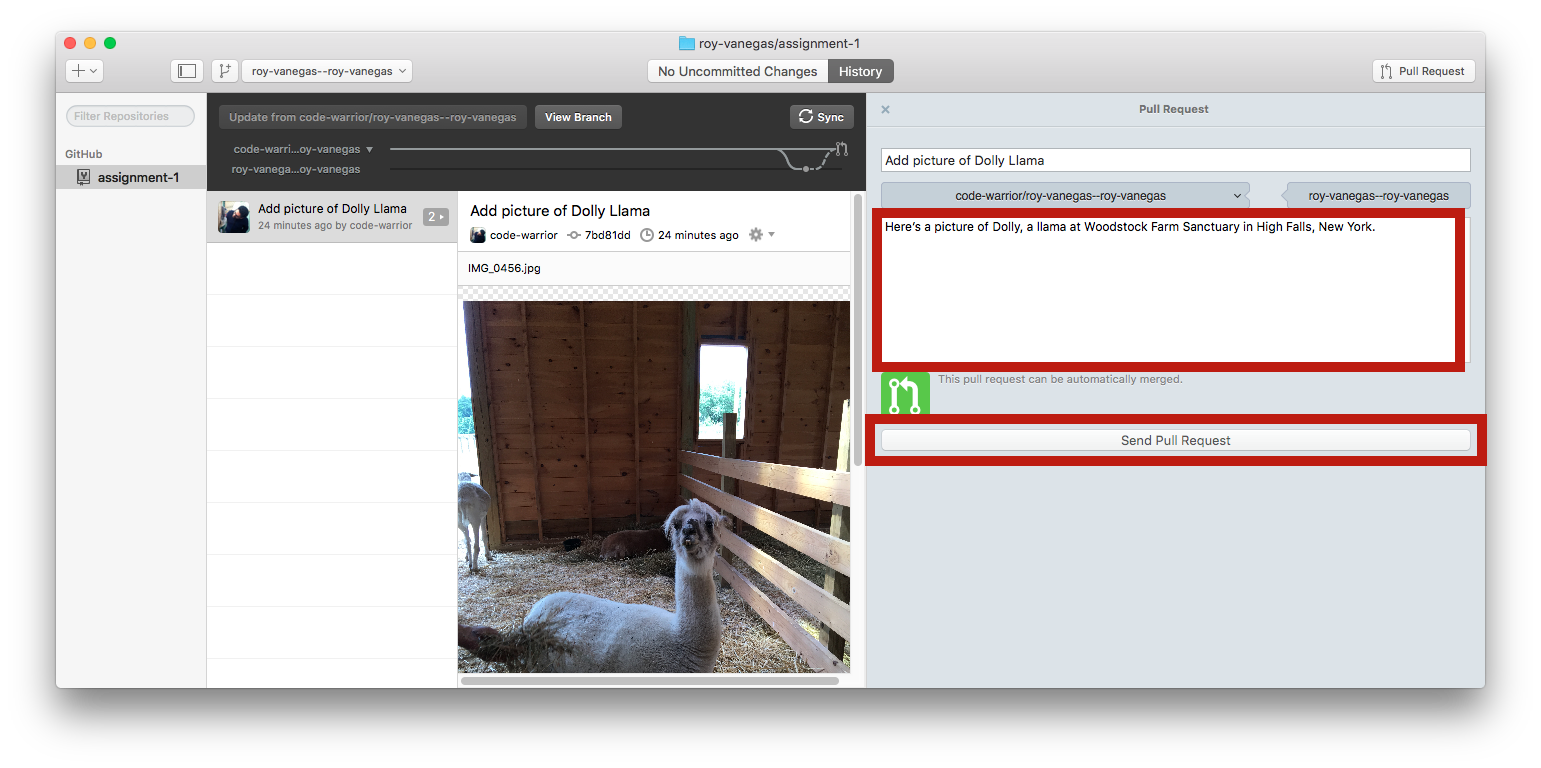 roy-vanegas/assignment-1
roy-vanegas--roy-vanegas
No Uncommitted Changes
History
Pull Request
Filter Repositories
GitHub
assignment-1
Update from code-warrior/roy-vanegas--roy-vanegas
View Branch
Sync
code-warri...oy-vanegas
roy-vanega...oy-vanegas
Add picture of Dolly Llama
24 minutes ago by code-warrior
2
Add picture of Dolly Llama
code-warrior 7bd81dd 24 minutes ago
IMG_0456.jpg
Pull Request
Add picture of Dolly Llama
code-warrior/roy-vanegas--roy-vanegas
roy-vanegas--roy-vanegas
Here’s a picture of Dolly, a llama at Woodstock Farm Sanctuary in High Falls, New York.
This pull request can be automatically merged.
Send Pull Request